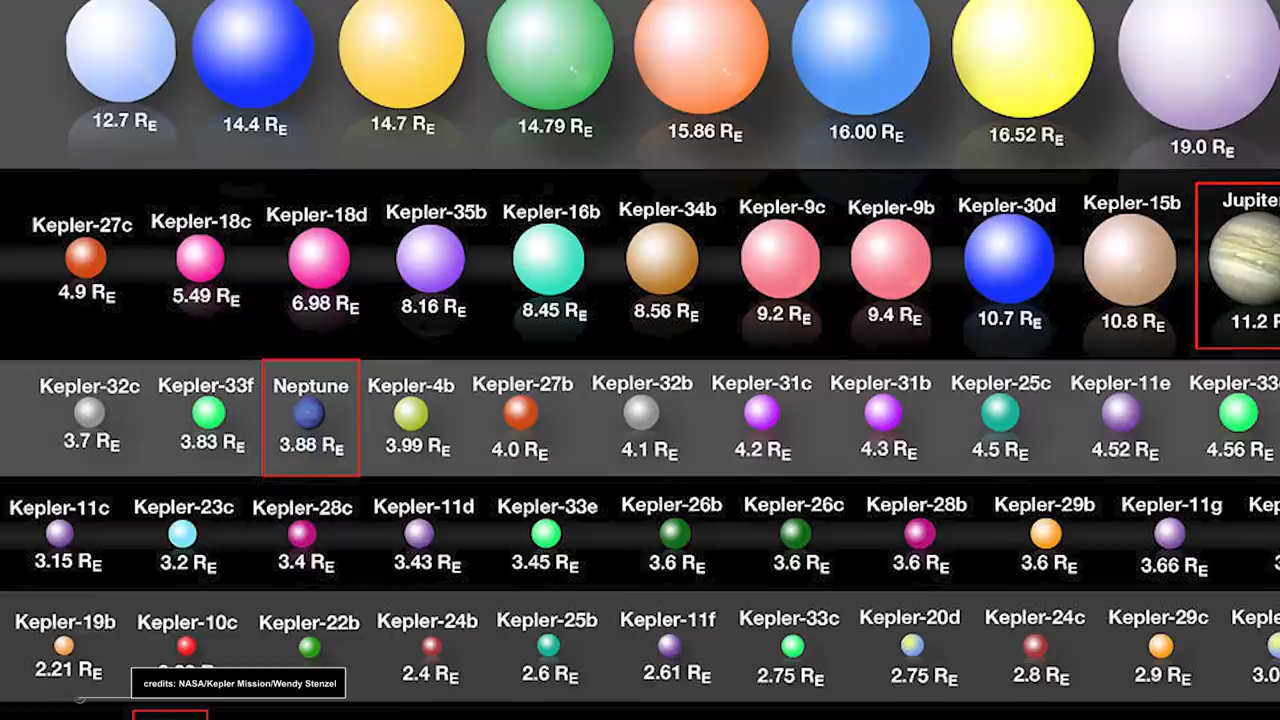 12.7 RE 14.4 RE 14.7 RE 14.79 RE 15.86 RE 16.00 RE 16.52 RE 19.0 RE
Kepler-27c Kepler-18c Kepler-18d Kepler-35b Kepler-16b Kepler-34b Kepler-9c Kepler-9b Kepler-30d Kepler-15b Jupiter
4.9 RE 5.49 RE 6.98 RE 8.16 RE 8.45 RE 8.56 RE 9.2 RE 9.4 RE 10.7 RE 10.8 RE 11.2
Kepler-32c Kepler-33f Neptune Kepler-4b Kepler-27b Kepler-32b Kepler-31c Kepler-31b Kepler-25c Kepler-11e Kepler-33
3.7 RE 3.83 RE 3.88 RE 3.99 RE 4.0 RE 4.1 RE 4.2 RE 4.3 RE 4.5 RE 4.52 RE 4.56 RE
Kepler-11c Kepler-23c Kepler-28c Kepler-11d Kepler-33e Kepler-26b Kepler-26c Kepler-28b Kepler-29b Kepler-11g
3.15 RE 3.2 RE 3.4 RE 3.43 RE 3.45 RE 3.6 RE 3.6 RE 3.6 RE 3.6 RE 3.66 RE
Kepler-19b Kepler-10c Kepler-22b Kepler-24b Kepler-25b Kepler-11f Kepler-33c Kepler-20d Kepler-24c Kepler-29c
2.21 RE 2.4 RE 2.6 RE 2.61 RE 2.75 RE 2.75 RE 2.8 RE 2.9 RE 3.0
credits: NASA/Kepler Mission/Wendy Stenzel